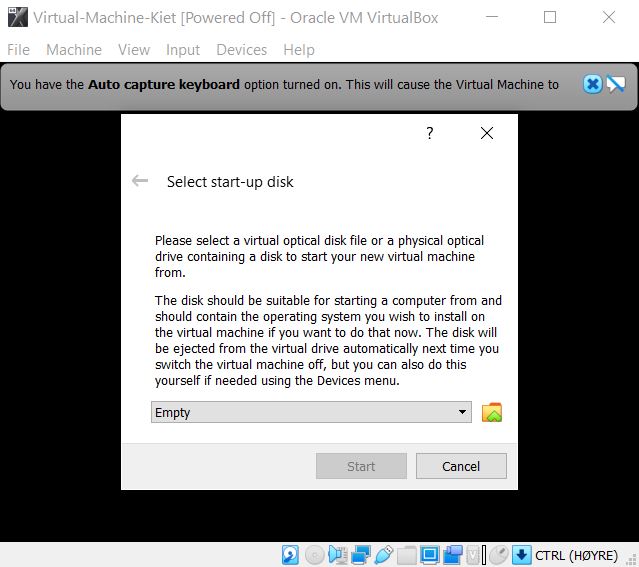 Virtual-Machine-Kiet [Powered Off] - Oracle VM VirtualBox
File Machine View Input Devices Help
You have the Auto capture keyboard option turned on. This will cause the Virtual Machine to
?
Select start-up disk
Please select a virtual optical disk file or a physical optical
drive containing a disk to start your new virtual machine
from.
The disk should be suitable for starting a computer from and
should contain the operating system you wish to install on
the virtual machine if you want to do that now. The disk will
be ejected from the virtual drive automatically next time you
switch the virtual machine off, but you can also do this
yourself if needed using the Devices menu.
Empty
Start Cancel
CTRL (HØYRE)